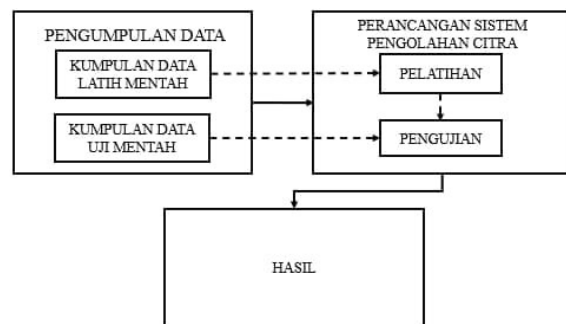 PENGUMPULAN DATA
KUMPULAN DATA
LATIH MENTAH
KUMPULAN DATA
UJI MENTAH
PERANCANGAN SISTEM
PENGOLAHAN CITRA
PELATIHAN
PENGUJIAN
HASIL